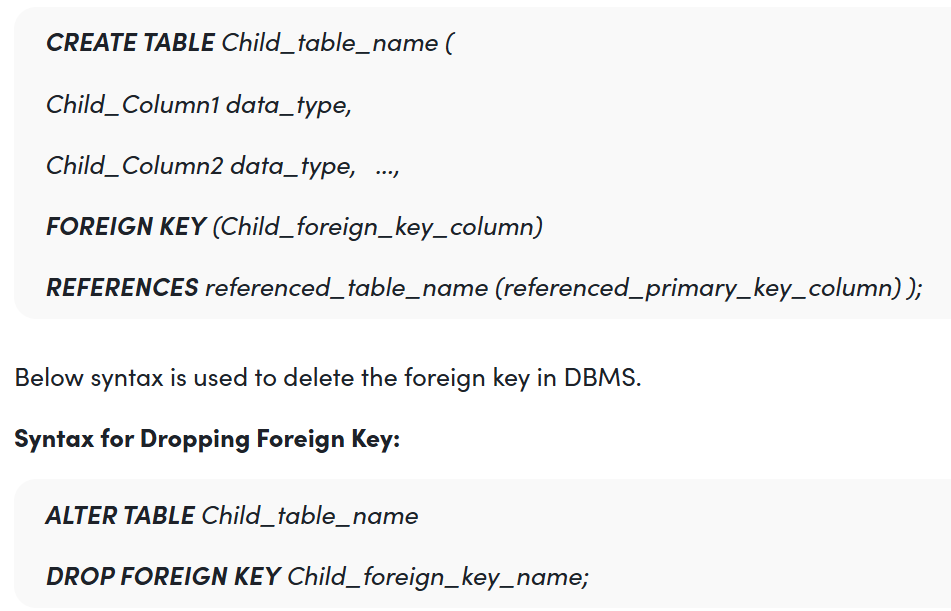 CREATE TABLE Child_table_name (
Child_Column1 data_type,
Child_Column2 data_type,   ...,
FOREIGN KEY (Child_foreign_key_column)
REFERENCES referenced_table_name (referenced_primary_key_column) );
Below syntax is used to delete the foreign key in DBMS.
Syntax for Dropping Foreign Key:
ALTER TABLE Child_table_name
DROP FOREIGN KEY Child_foreign_key_name;